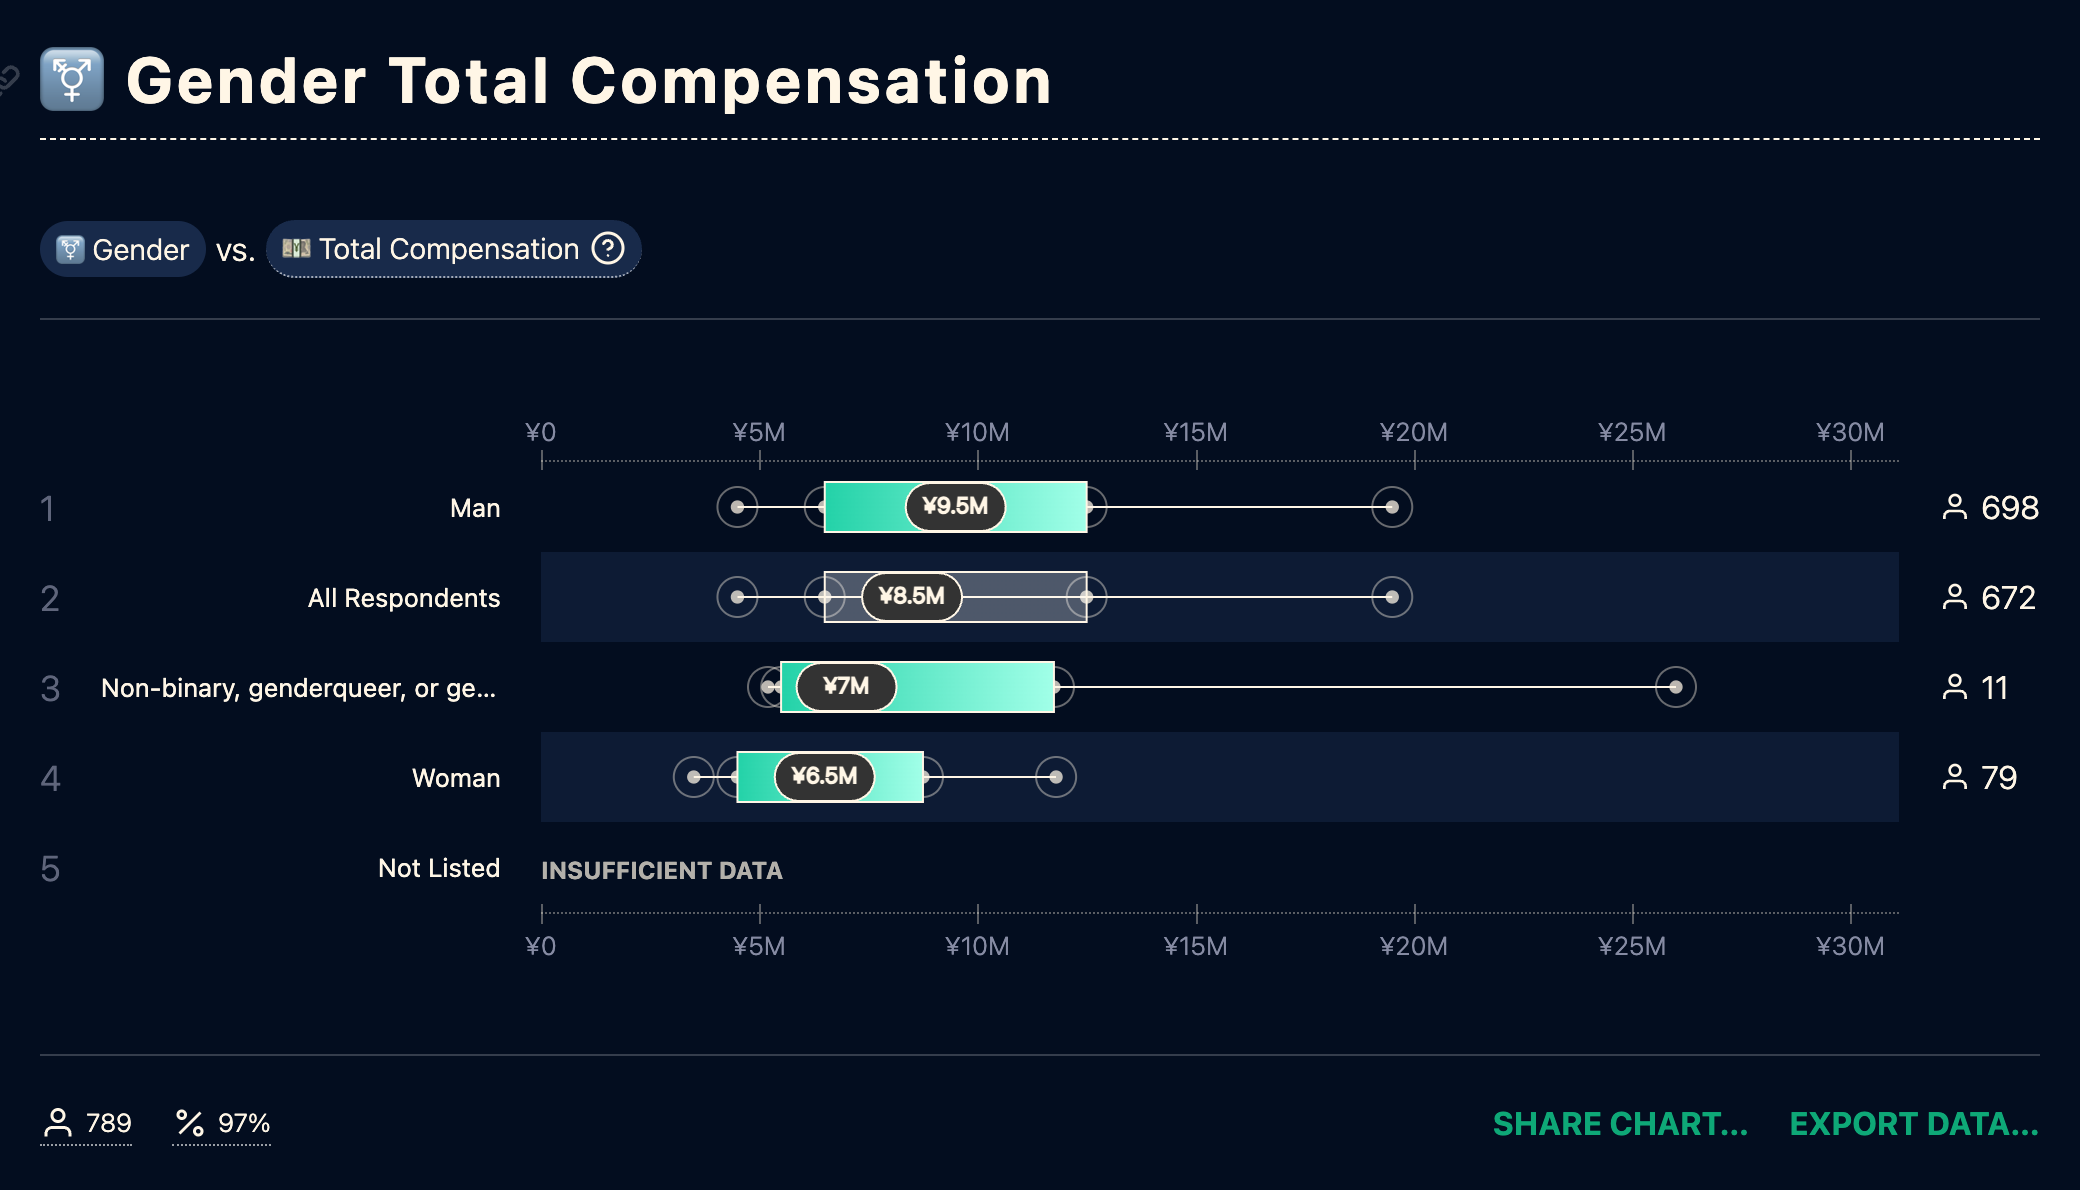 Gender Total Compensation
Gender vs. Total Compensation ?
¥0 ¥5M ¥10M ¥15M ¥20M ¥25M ¥30M
1 Man ¥9.5M 698
2 All Respondents ¥8.5M 672
3 Non-binary, genderqueer, or ge... ¥7M 11
4 Woman ¥6.5M 79
5 Not Listed INSUFFICIENT DATA
¥0 ¥5M ¥10M ¥15M ¥20M ¥25M ¥30M
789 97% SHARE CHART... EXPORT DATA...